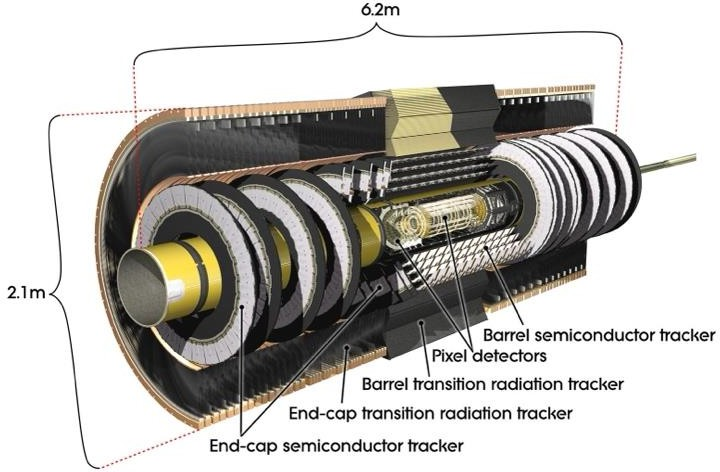 6.2m
2.1m
Barrel semiconductor tracker
Pixel detectors
Barrel transition radiation tracker
End-cap transition radiation tracker
End-cap semiconductor tracker